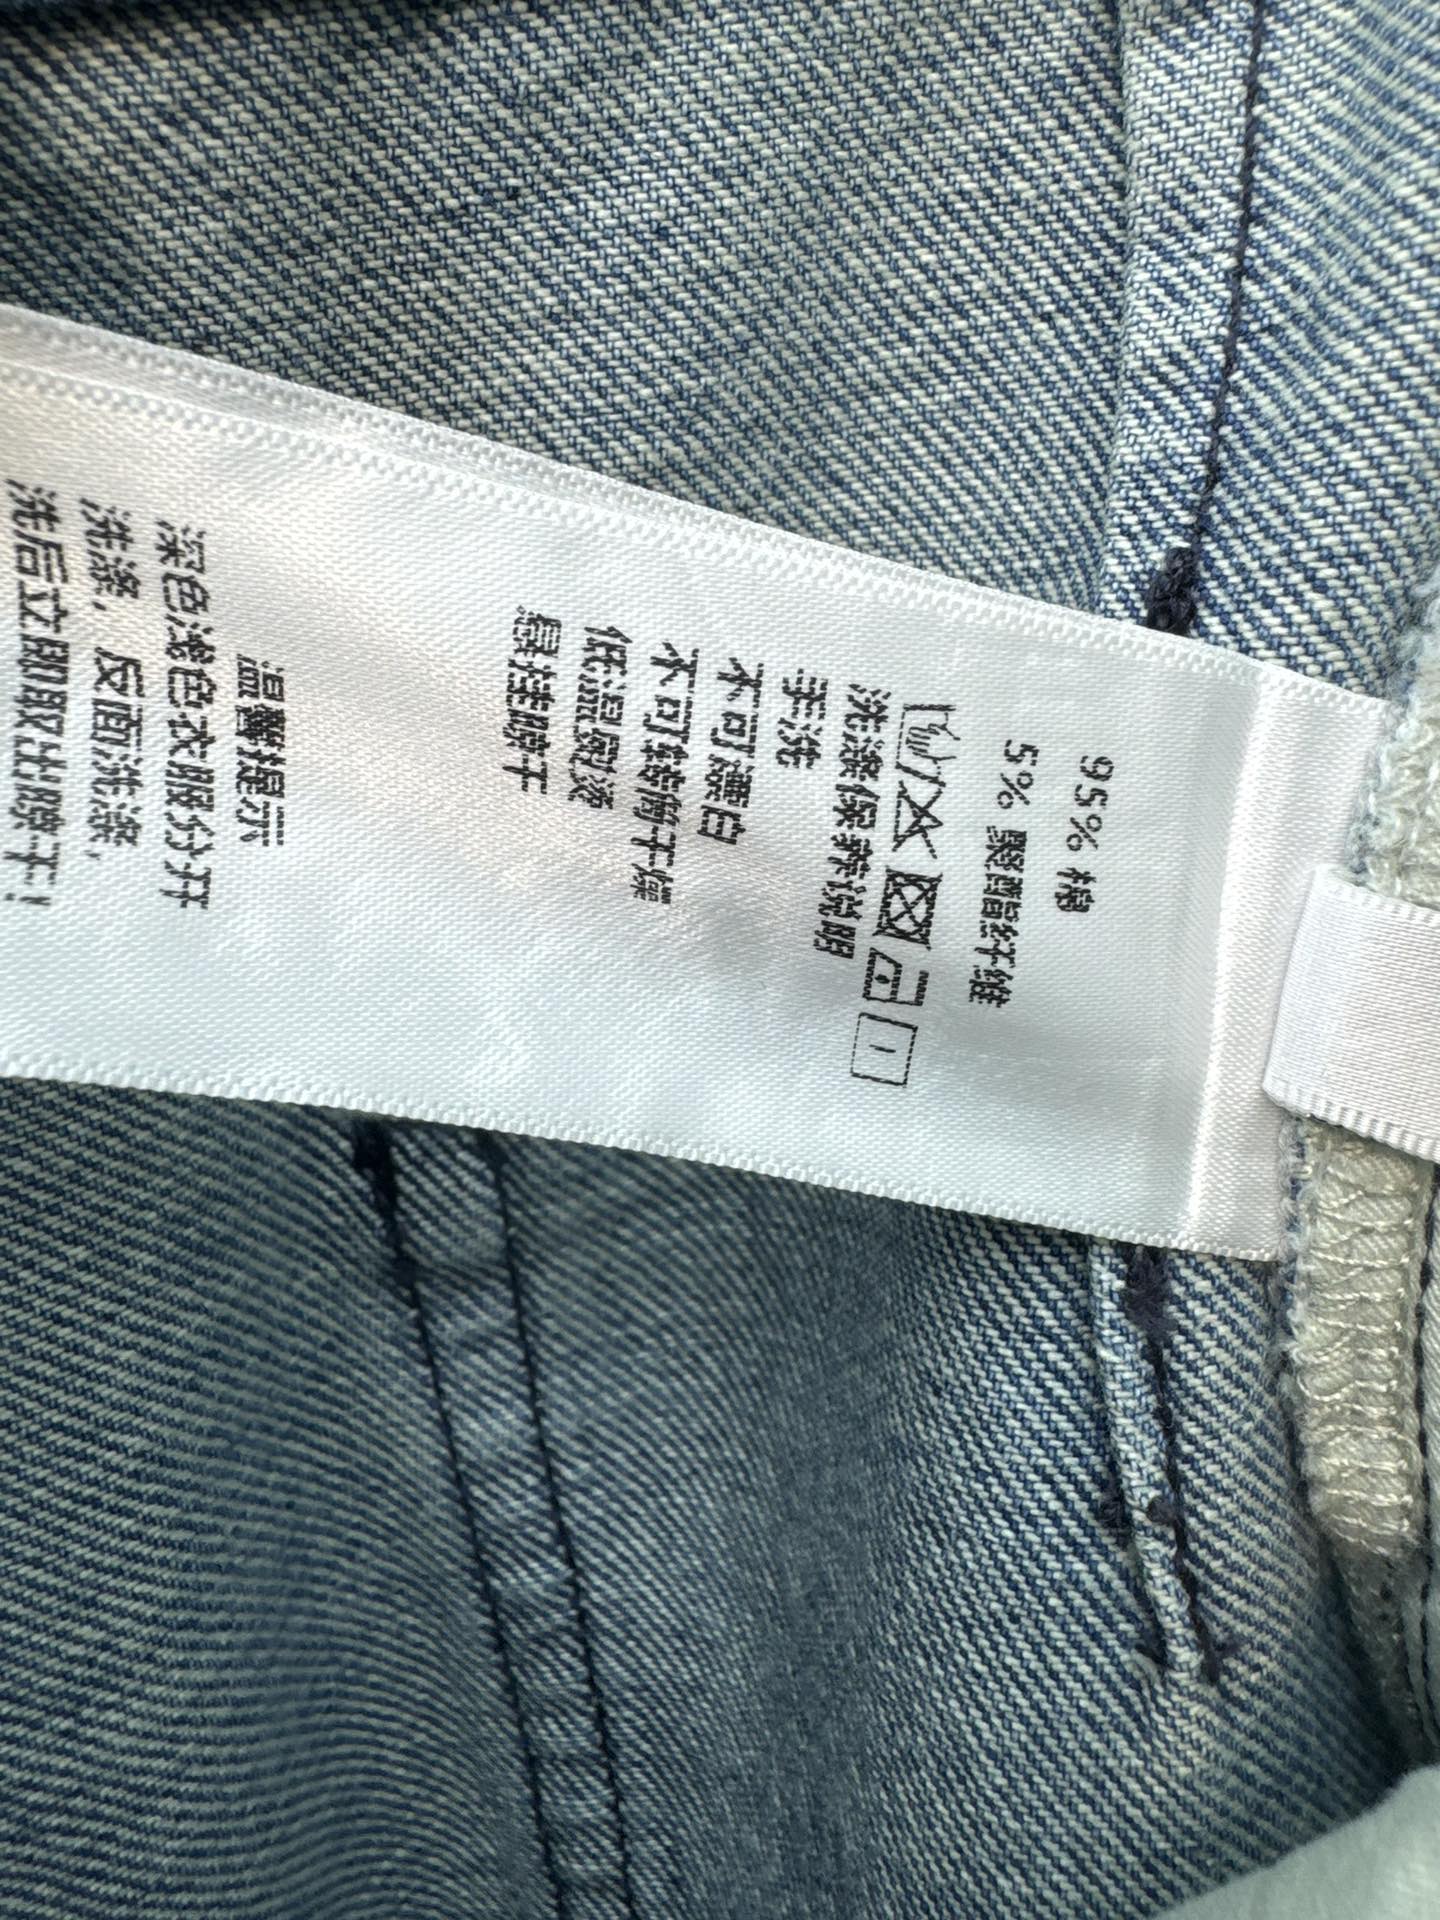 95% 棉
5% 聚酯纤维
洗涤保养说明
手洗
不可漂白
不可转筒干燥
低温熨烫
悬挂晾干
温馨提示
深色浅色衣服分开
洗涤，反面洗涤，
洗后立即取出晾干！